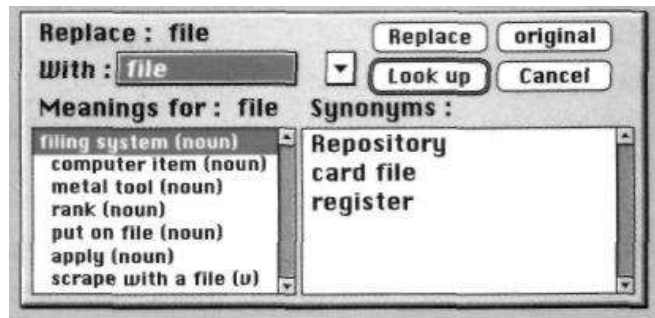 Replace : file
Replace
original
With : file
Look up
Cancel
Meanings for : file
Synonyms :
filing system (noun)
computer item (noun)
metal tool (noun)
rank (noun)
put on file (noun)
apply (noun)
scrape with a file (v)
Repository
card file
register